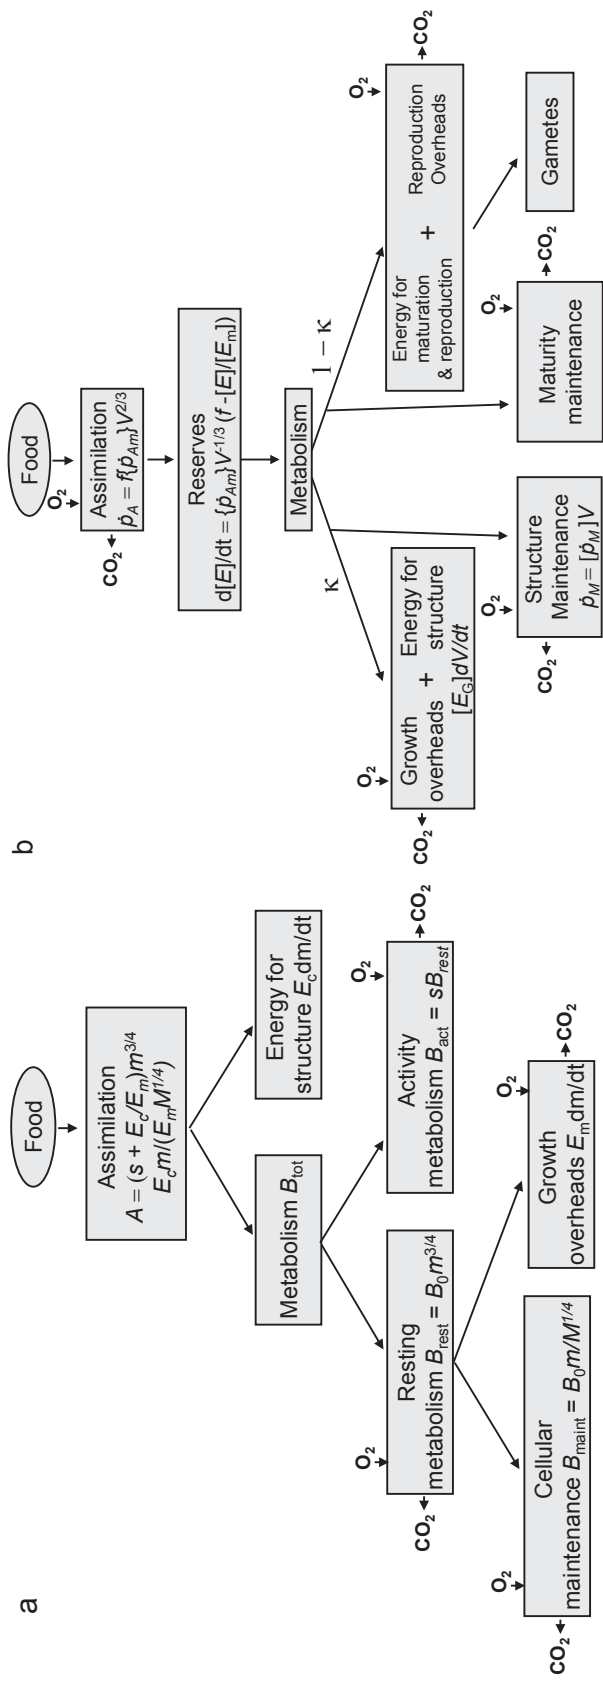 a
Food
Assimilation
A = (s + E_c/E_m)m^{3/4}
E_c m/(E_m M^{1/4})
Metabolism B_tot
Energy for
structure E_c dm/dt
O₂
CO₂
Resting
metabolism B_rest = B₀m^{3/4}
O₂
CO₂
Activity
metabolism B_act = sB_rest
O₂
CO₂
Cellular
maintenance B_maint = B₀m/M^{1/4}
O₂
CO₂
Growth
overheads E_m dm/dt
b
Food
O₂
CO₂
Assimilation
ṗ_A = f{ṗ_Am}V^{2/3}
Reserves
d[E]/dt = {ṗ_Am}V^{-1/3} (f -[E]/[E_m])
Metabolism
κ
1 − κ
O₂
CO₂
Growth
overheads
+
Energy for
structure
[E_G]dV/dt
O₂
CO₂
Energy for
maturation
& reproduction
+
Reproduction
Overheads
O₂
CO₂
Structure
Maintenance
ṗ_M = [ṗ_M]V
O₂
CO₂
Maturity
maintenance
Gametes